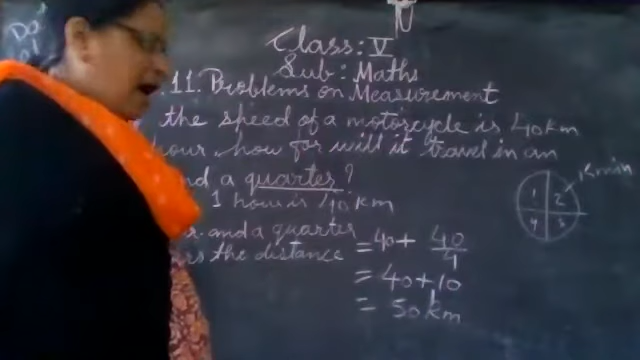 Class: V
Sub: Maths
11. Problems on Measurement
the speed of a motorcycle is 40 km
hour, how far will it travel in an
nd a quarter?
1 hour is 40 km
r. and a quarter
rs the distance = 40 + 40/4
= 40 + 10
= 50 km
1 2 15 min
4 3